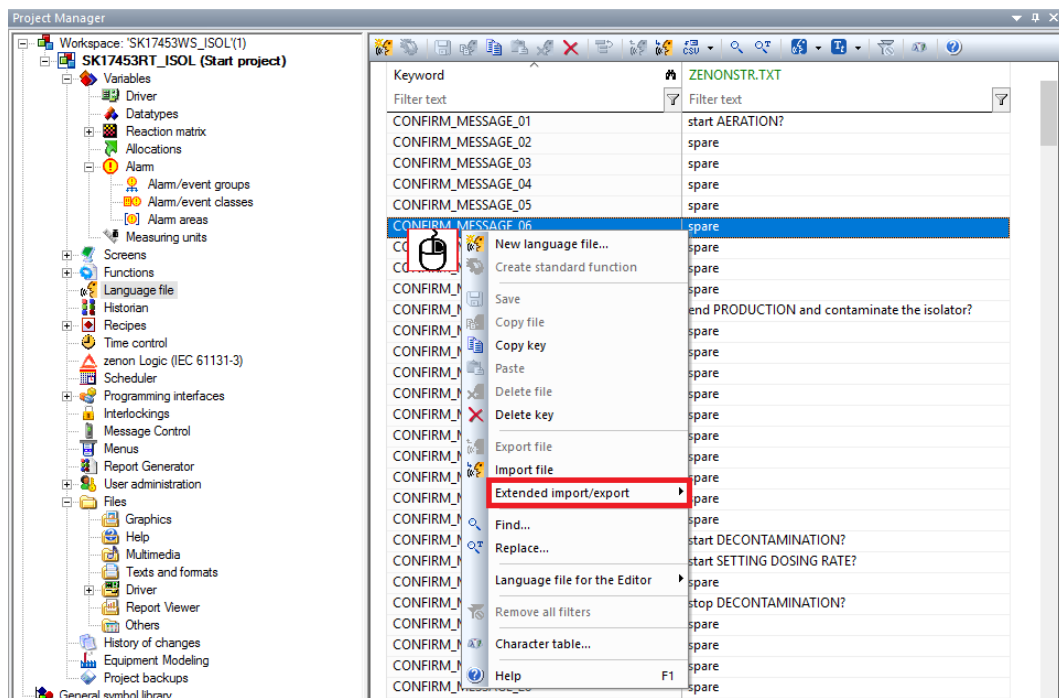 Project Manager
Workspace: 'SK17453WS_ISOL'(1)
SK17453RT_ISOL (Start project)
Variables
Driver
Datatypes
Reaction matrix
Allocations
Alarm
Alarm/event groups
Alarm/event classes
Alarm areas
Measuring units
Screens
Functions
Language file
Historian
Recipes
Time control
zenon Logic (IEC 61131-3)
Scheduler
Programming interfaces
Interlockings
Message Control
Menus
Report Generator
User administration
Files
Graphics
Help
Multimedia
Texts and formats
Driver
Report Viewer
Others
History of changes
Equipment Modeling
Project backups
General symbol library
Keyword ZENONSTR.TXT
Filter text Filter text
CONFIRM_MESSAGE_01 start AERATION?
CONFIRM_MESSAGE_02 spare
CONFIRM_MESSAGE_03 spare
CONFIRM_MESSAGE_04 spare
CONFIRM_MESSAGE_05 spare
CONFIRM_MESSAGE_06 spare
spare
spare
spare
end PRODUCTION and contaminate the isolator?
spare
spare
spare
spare
spare
spare
spare
spare
spare
spare
start DECONTAMINATION?
start SETTING DOSING RATE?
spare
stop DECONTAMINATION?
spare
spare
spare
spare
New language file...
Create standard function
Save
Copy file
Copy key
Paste
Delete file
Delete key
Export file
Import file
Extended import/export
Find...
Replace...
Language file for the Editor
Remove all filters
Character table...
Help F1